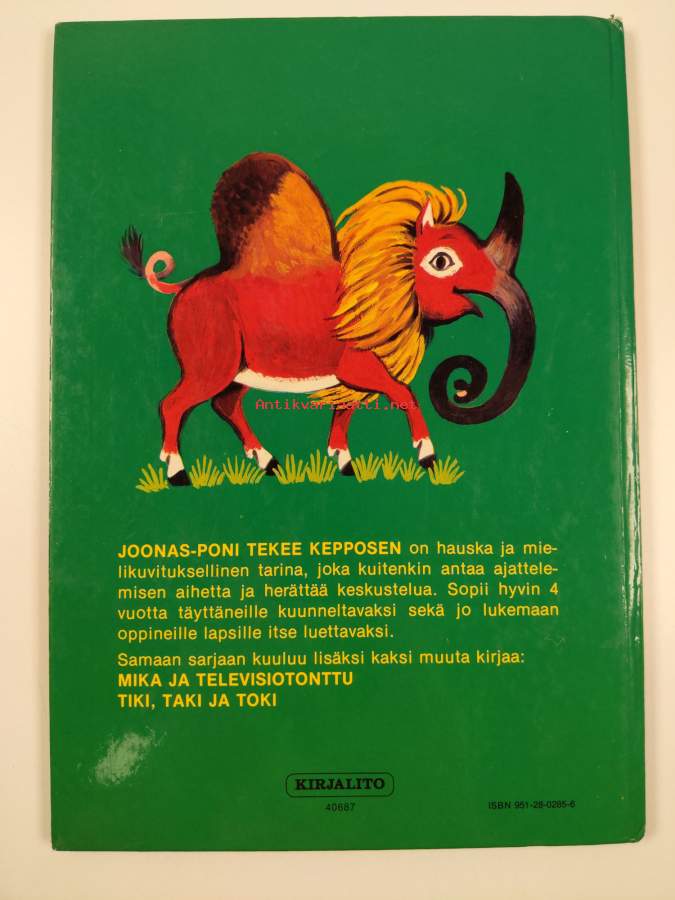 Antikvariaatti.net
JOONAS-PONI TEKEE KEPPOSEN on hauska ja mie-
likuvituksellinen tarina, joka kuitenkin antaa ajattele-
misen aihetta ja herättää keskustelua. Sopii hyvin 4
vuotta täyttäneille kuunneltavaksi sekä jo lukemaan
oppineille lapsille itse luettavaksi.
Samaan sarjaan kuuluu lisäksi kaksi muuta kirjaa:
MIKA JA TELEVISIOTONTTU
TIKI, TAKI JA TOKI
KIRJALITO
40687
ISBN 951-28-0285-6